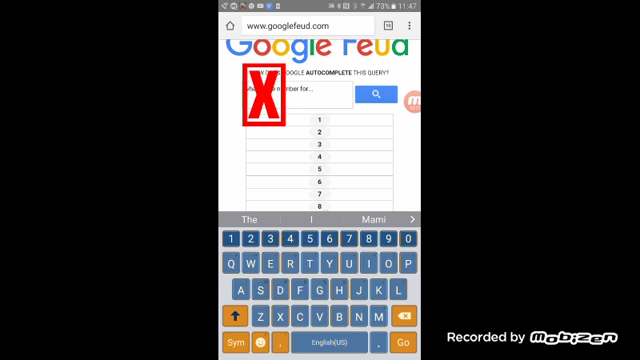 73% 11:47
www.googlefeud.com
Google Feud
GOOGLE AUTOCOMPLETE THIS QUERY?
X
for...
1
2
3
4
5
6
7
8
The I Mami
1 2 3 4 5 6 7 8 9 0
Q W E R T Y U I O P
A S D F G H J K L
Z X C V B N M
Sym , English(US) . Go
Recorded by Mobizen